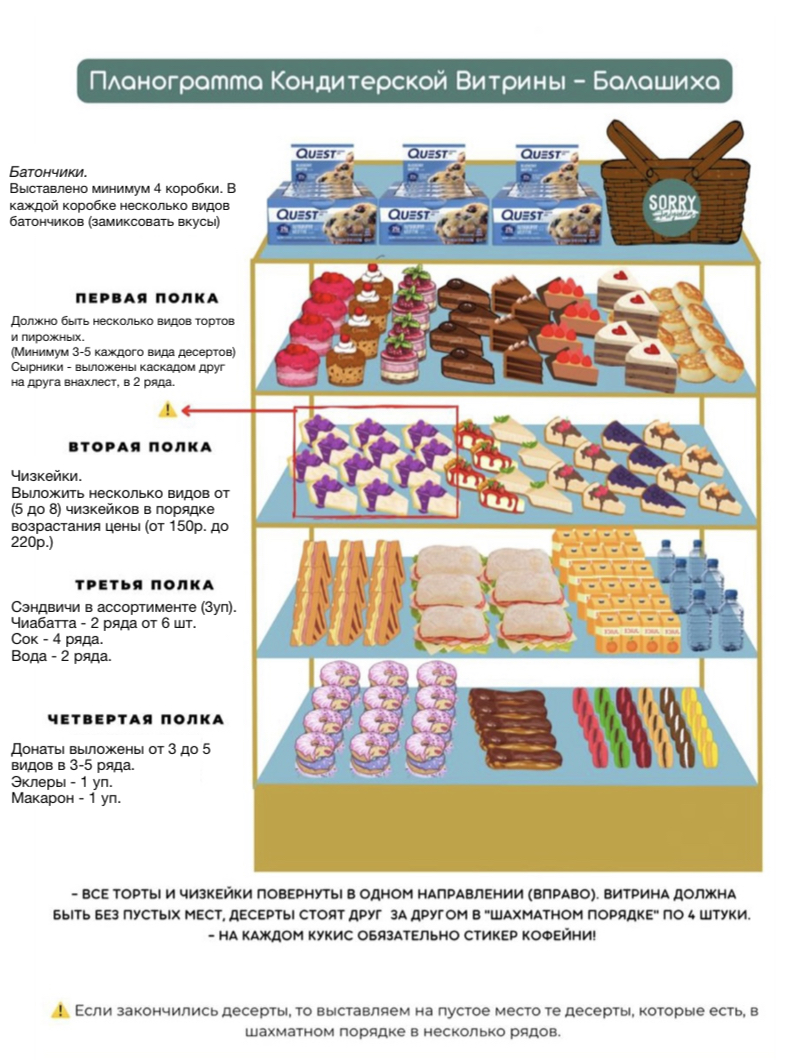 Планограмма Кондитерской Витрины – Балашиха
Батончики.
Выставлено минимум 4 коробки. В
каждой коробке несколько видов
батончиков (замиксовать вкусы)
QUEST
QUEST
QUEST
QUEST
QUEST
QUEST
SORRY
ПЕРВАЯ ПОЛКА
Должно быть несколько видов тортов
и пирожных.
(Минимум 3-5 каждого вида десертов)
Сырники - выложены каскадом друг
на друга внахлест, в 2 ряда.
ВТОРАЯ ПОЛКА
Чизкейки.
Выложить несколько видов от
(5 до 8) чизкейков в порядке
возрастания цены (от 150р. до
220р.)
ТРЕТЬЯ ПОЛКА
Сэндвичи в ассортименте (3уп).
Чиабатта - 2 ряда от 6 шт.
Сок - 4 ряда.
Вода - 2 ряда.
ЧЕТВЕРТАЯ ПОЛКА
Донаты выложены от 3 до 5
видов в 3-5 ряда.
Эклеры - 1 уп.
Макарон - 1 уп.
– ВСЕ ТОРТЫ И ЧИЗКЕЙКИ ПОВЕРНУТЫ В ОДНОМ НАПРАВЛЕНИИ (ВПРАВО). ВИТРИНА ДОЛЖНА
БЫТЬ БЕЗ ПУСТЫХ МЕСТ, ДЕСЕРТЫ СТОЯТ ДРУГ ЗА ДРУГОМ В "ШАХМАТНОМ ПОРЯДКЕ" ПО 4 ШТУКИ.
– НА КАЖДОМ КУКИС ОБЯЗАТЕЛЬНО СТИКЕР КОФЕЙНИ!
Если закончились десерты, то выставляем на пустое место те десерты, которые есть, в
шахматном порядке в несколько рядов.